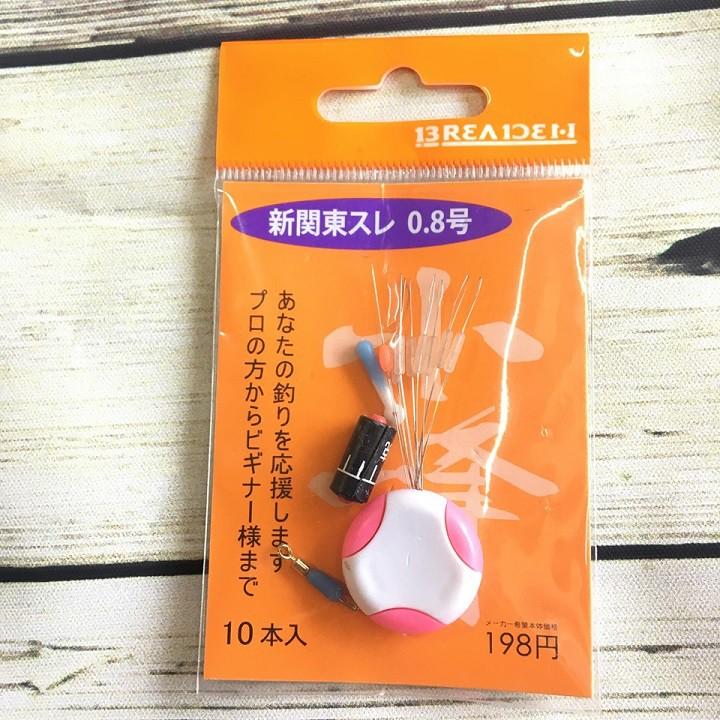 BREADEN
新関東スレ 0.8号
あなたの釣りを応援します
プロの方からビギナー様まで
10本入
メーカー希望本体価格
198円